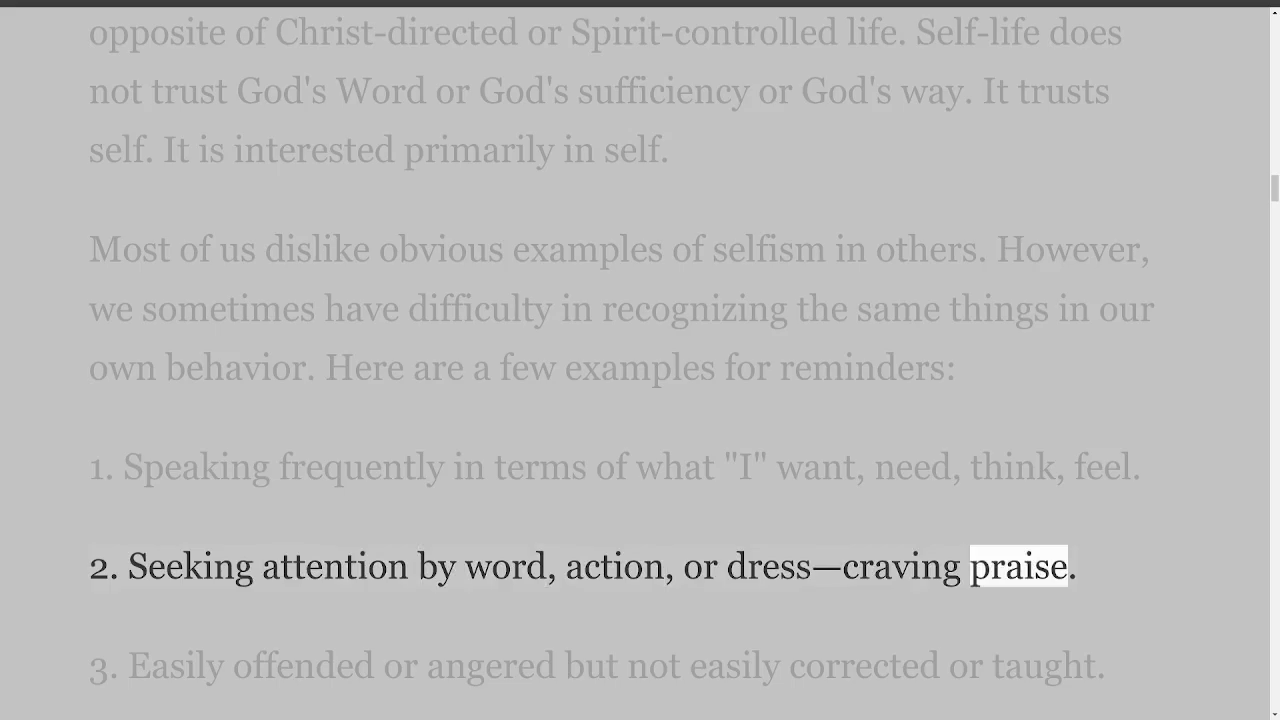 opposite of Christ-directed or Spirit-controlled life. Self-life does
not trust God's Word or God's sufficiency or God's way. It trusts
self. It is interested primarily in self.
Most of us dislike obvious examples of selfism in others. However,
we sometimes have difficulty in recognizing the same things in our
own behavior. Here are a few examples for reminders:
1. Speaking frequently in terms of what "I" want, need, think, feel.
2. Seeking attention by word, action, or dress—craving praise.
3. Easily offended or angered but not easily corrected or taught.